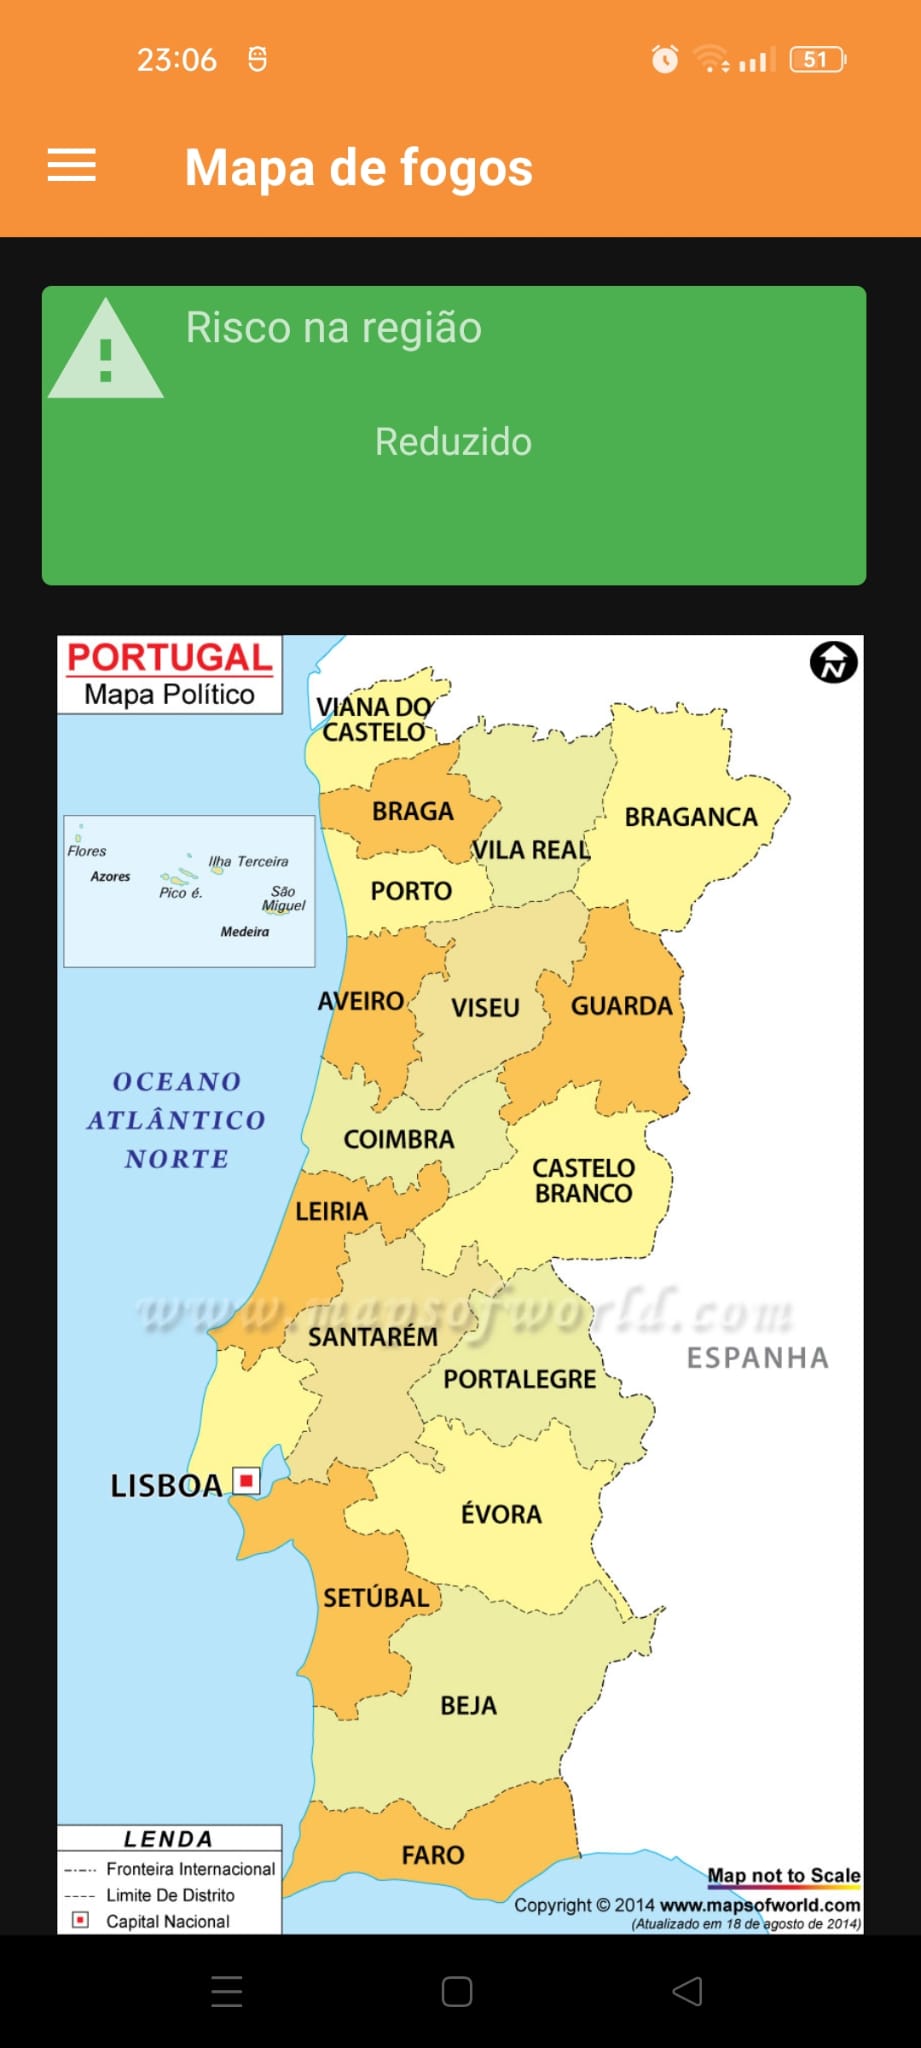 23:06
51
Mapa de fogos
Risco na região
Reduzido
PORTUGAL
Mapa Político
N
VIANA DO
CASTELO
BRAGA
BRAGANCA
VILA REAL
PORTO
Flores
Azores
Ilha Terceira
Pico é.
São
Miguel
Medeira
AVEIRO
VISEU
GUARDA
OCEANO
ATLÂNTICO
NORTE
COIMBRA
CASTELO
BRANCO
LEIRIA
www.mapsofworld.com
SANTARÉM
ESPANHA
PORTALEGRE
LISBOA
ÉVORA
SETÚBAL
BEJA
FARO
LENDA
Fronteira Internacional
Limite De Distrito
Capital Nacional
Map not to Scale
Copyright © 2014 www.mapsofworld.com
(Atualizado em 18 de agosto de 2014)